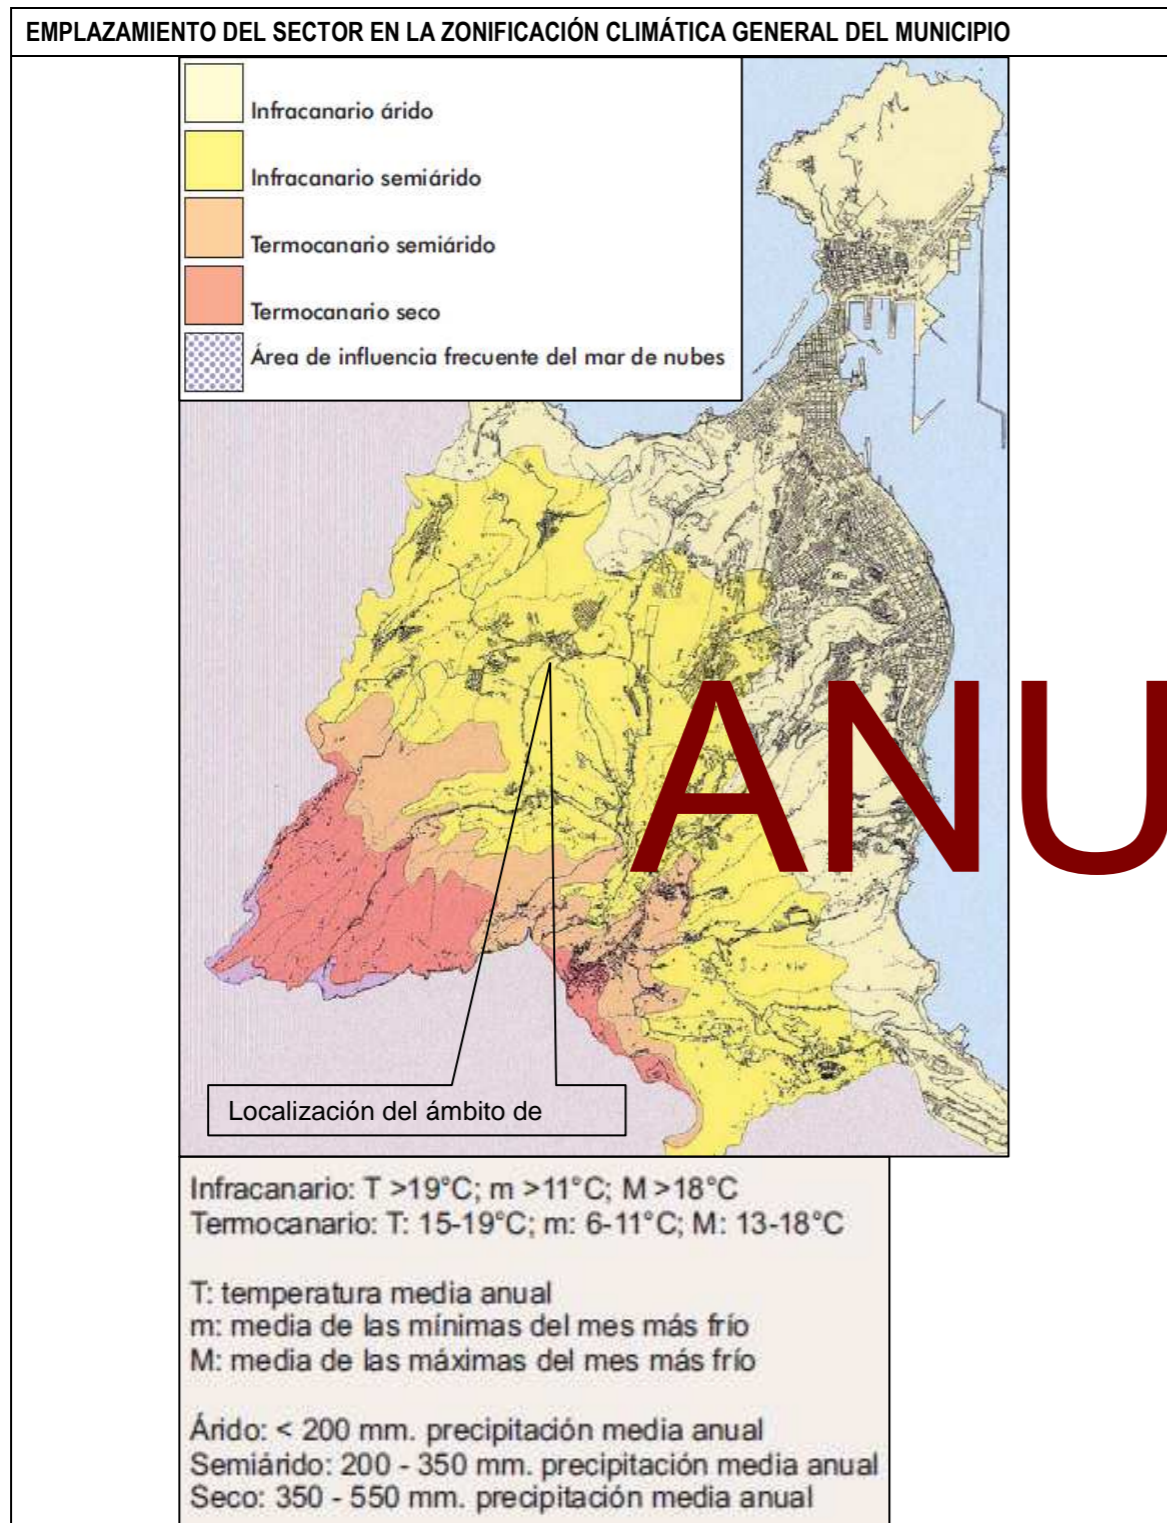 EMPLAZAMIENTO DEL SECTOR EN LA ZONIFICACIÓN CLIMÁTICA GENERAL DEL MUNICIPIO
Infracanario árido
Infracanario semiárido
Termocanario semiárido
Termocanario seco
Área de influencia frecuente del mar de nubes
ANU
Localización del ámbito de
Infracanario: T >19°C; m >11°C; M >18°C
Termocanario: T: 15-19°C; m: 6-11°C; M: 13-18°C
T: temperatura media anual
m: media de las mínimas del mes más frío
M: media de las máximas del mes más frío
Árido: < 200 mm. precipitación media anual
Semiárido: 200 - 350 mm. precipitación media anual
Seco: 350 - 550 mm. precipitación media anual